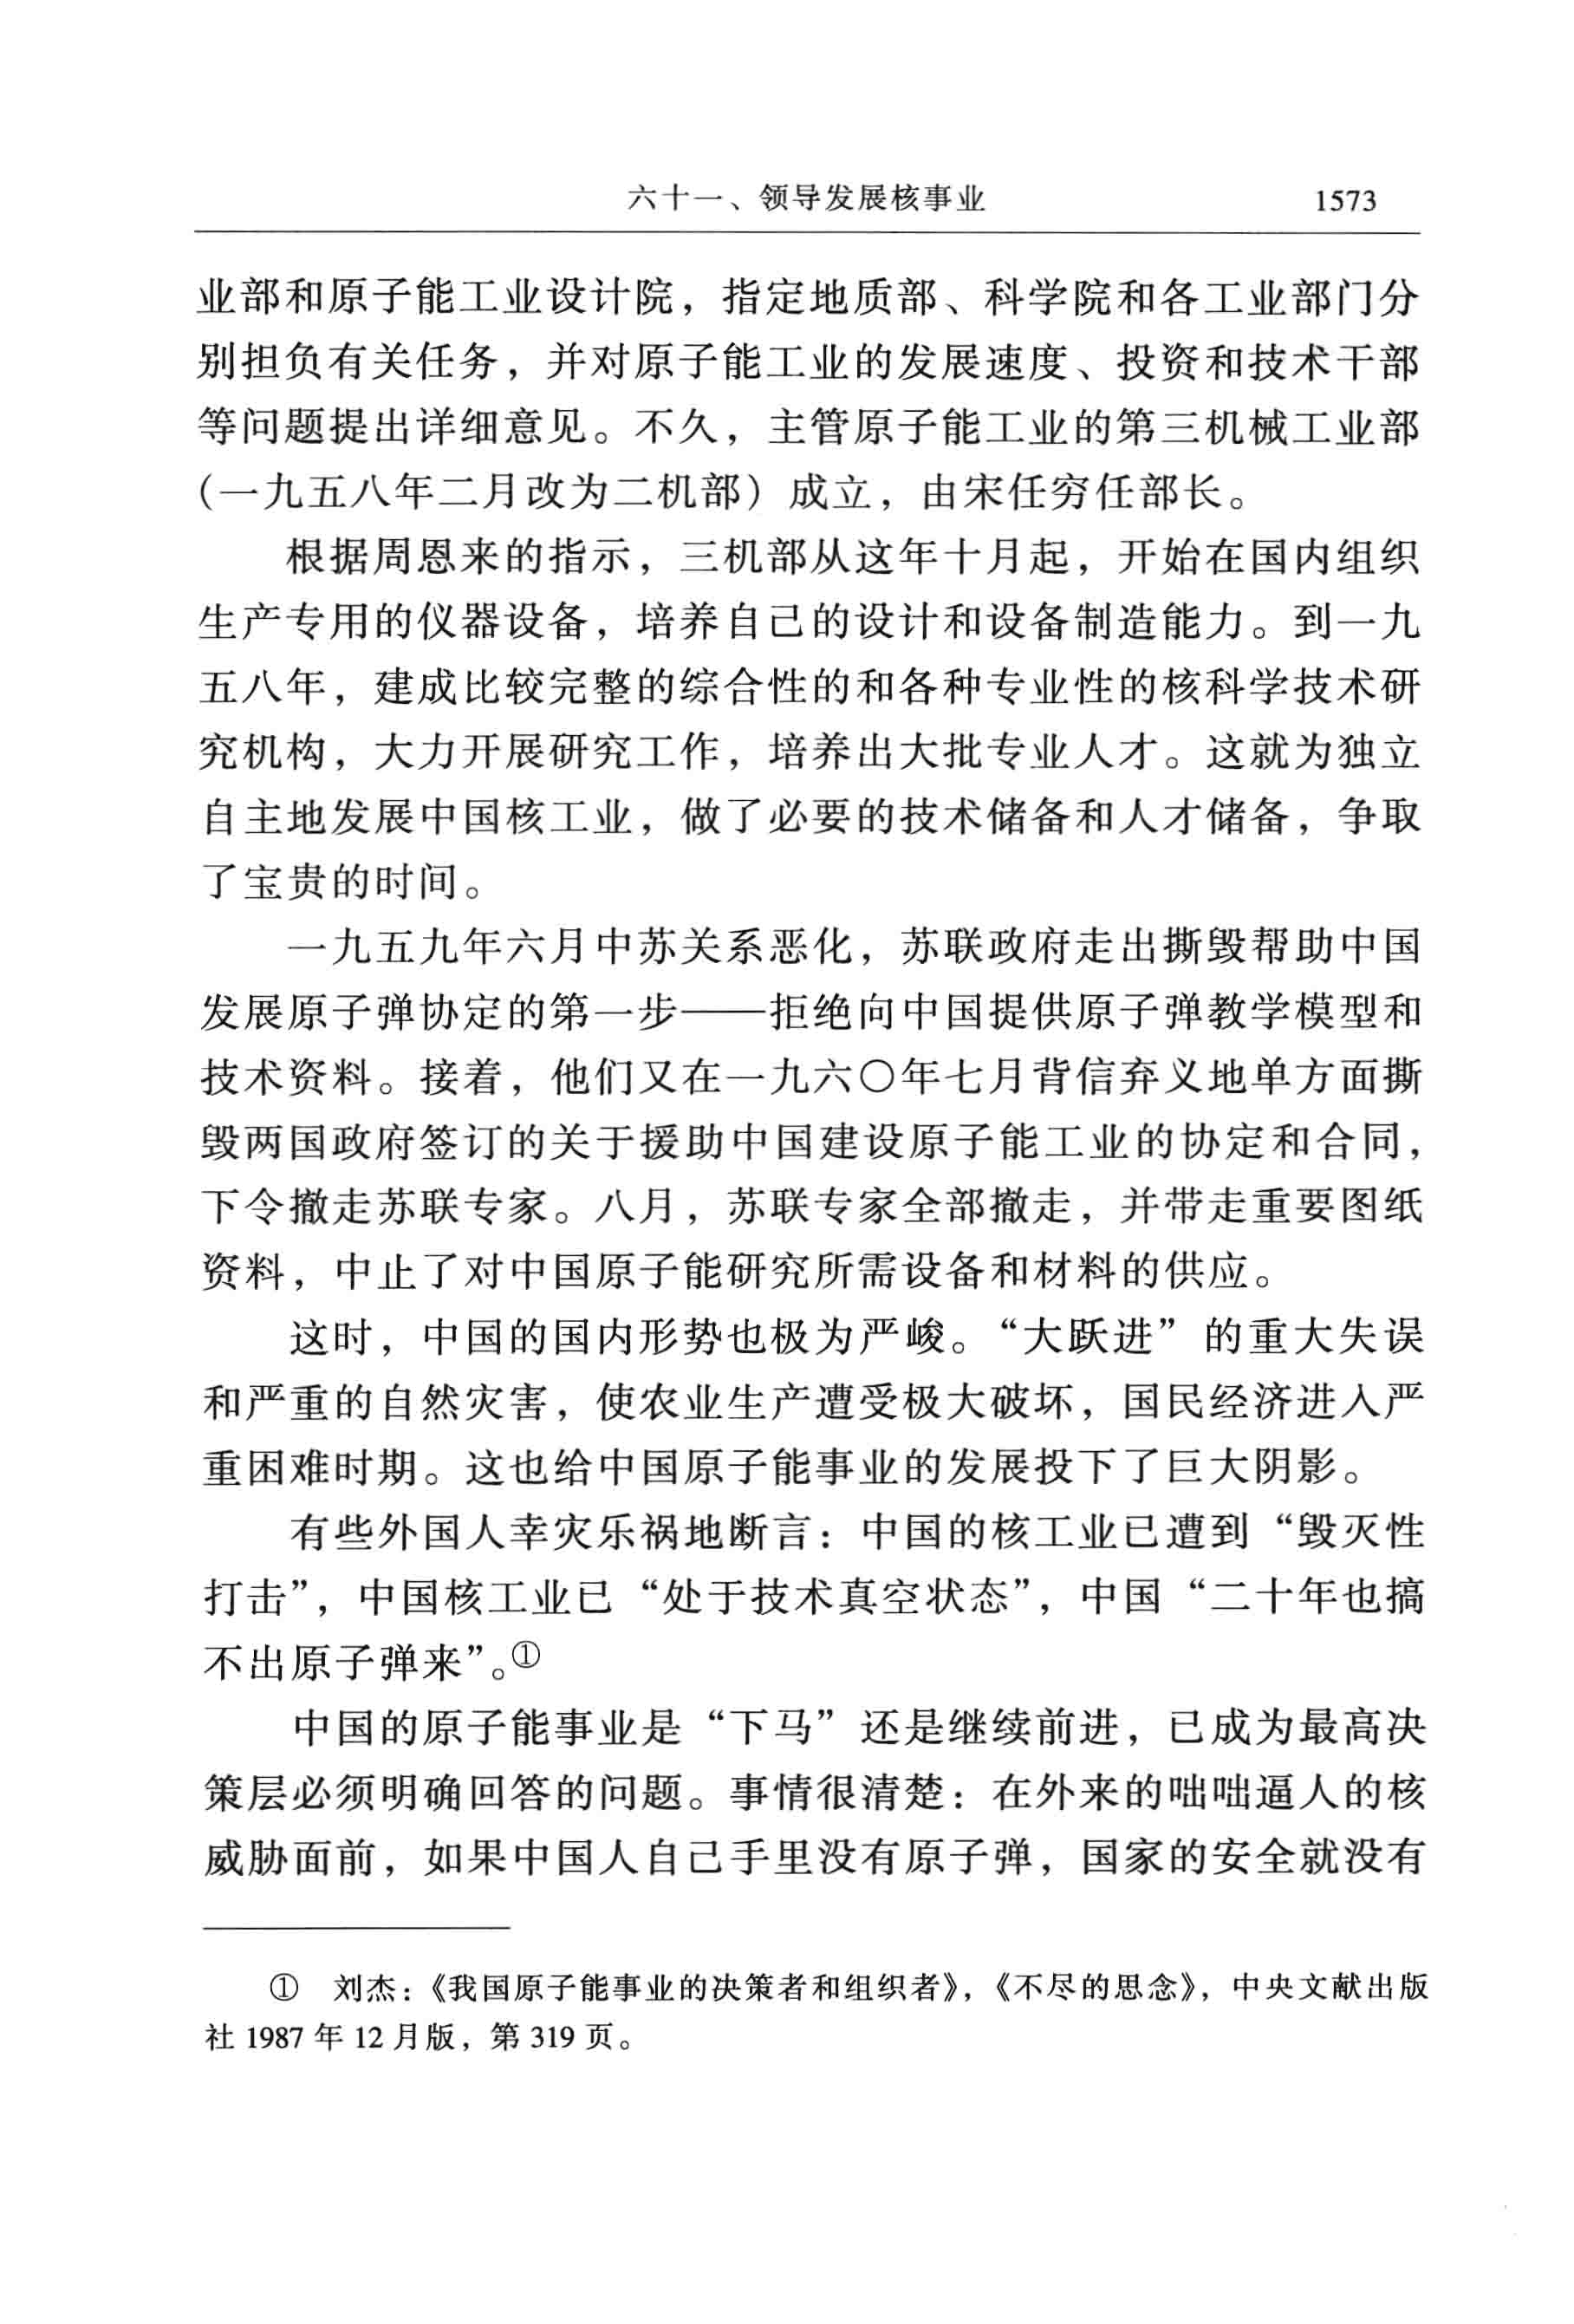 六十一、领导发展核事业 1573
业部和原子能工业设计院，指定地质部、科学院和各工业部门分
别担负有关任务，并对原子能工业的发展速度、投资和技术干部
等问题提出详细意见。不久，主管原子能工业的第三机械工业部
（一九五八年二月改为二机部）成立，由宋任穷任部长。
根据周恩来的指示，三机部从这年十月起，开始在国内组织
生产专用的仪器设备，培养自己的设计和设备制造能力。到一九
五八年，建成比较完整的综合性的和各种专业性的核科学技术研
究机构，大力开展研究工作，培养出大批专业人才。这就为独立
自主地发展中国核工业，做了必要的技术储备和人才储备，争取
了宝贵的时间。
一九五九年六月中苏关系恶化，苏联政府走出撕毁帮助中国
发展原子弹协定的第一步——拒绝向中国提供原子弹教学模型和
技术资料。接着，他们又在一九六〇年七月背信弃义地单方面撕
毁两国政府签订的关于援助中国建设原子能工业的协定和合同，
下令撤走苏联专家。八月，苏联专家全部撤走，并带走重要图纸
资料，中止了对中国原子能研究所需设备和材料的供应。
这时，中国的国内形势也极为严峻。“大跃进”的重大失误
和严重的自然灾害，使农业生产遭受极大破坏，国民经济进入严
重困难时期。这也给中国原子能事业的发展投下了巨大阴影。
有些外国人幸灾乐祸地断言：中国的核工业已遭到“毁灭性
打击”，中国核工业已“处于技术真空状态”，中国“二十年也搞
不出原子弹来”。①
中国的原子能事业是“下马”还是继续前进，已成为最高决
策层必须明确回答的问题。事情很清楚：在外来的咄咄逼人的核
威胁面前，如果中国人自己手里没有原子弹，国家的安全就没有
① 刘杰：《我国原子能事业的决策者和组织者》，《不尽的思念》，中央文献出版
社 1987 年 12 月版，第 319 页。